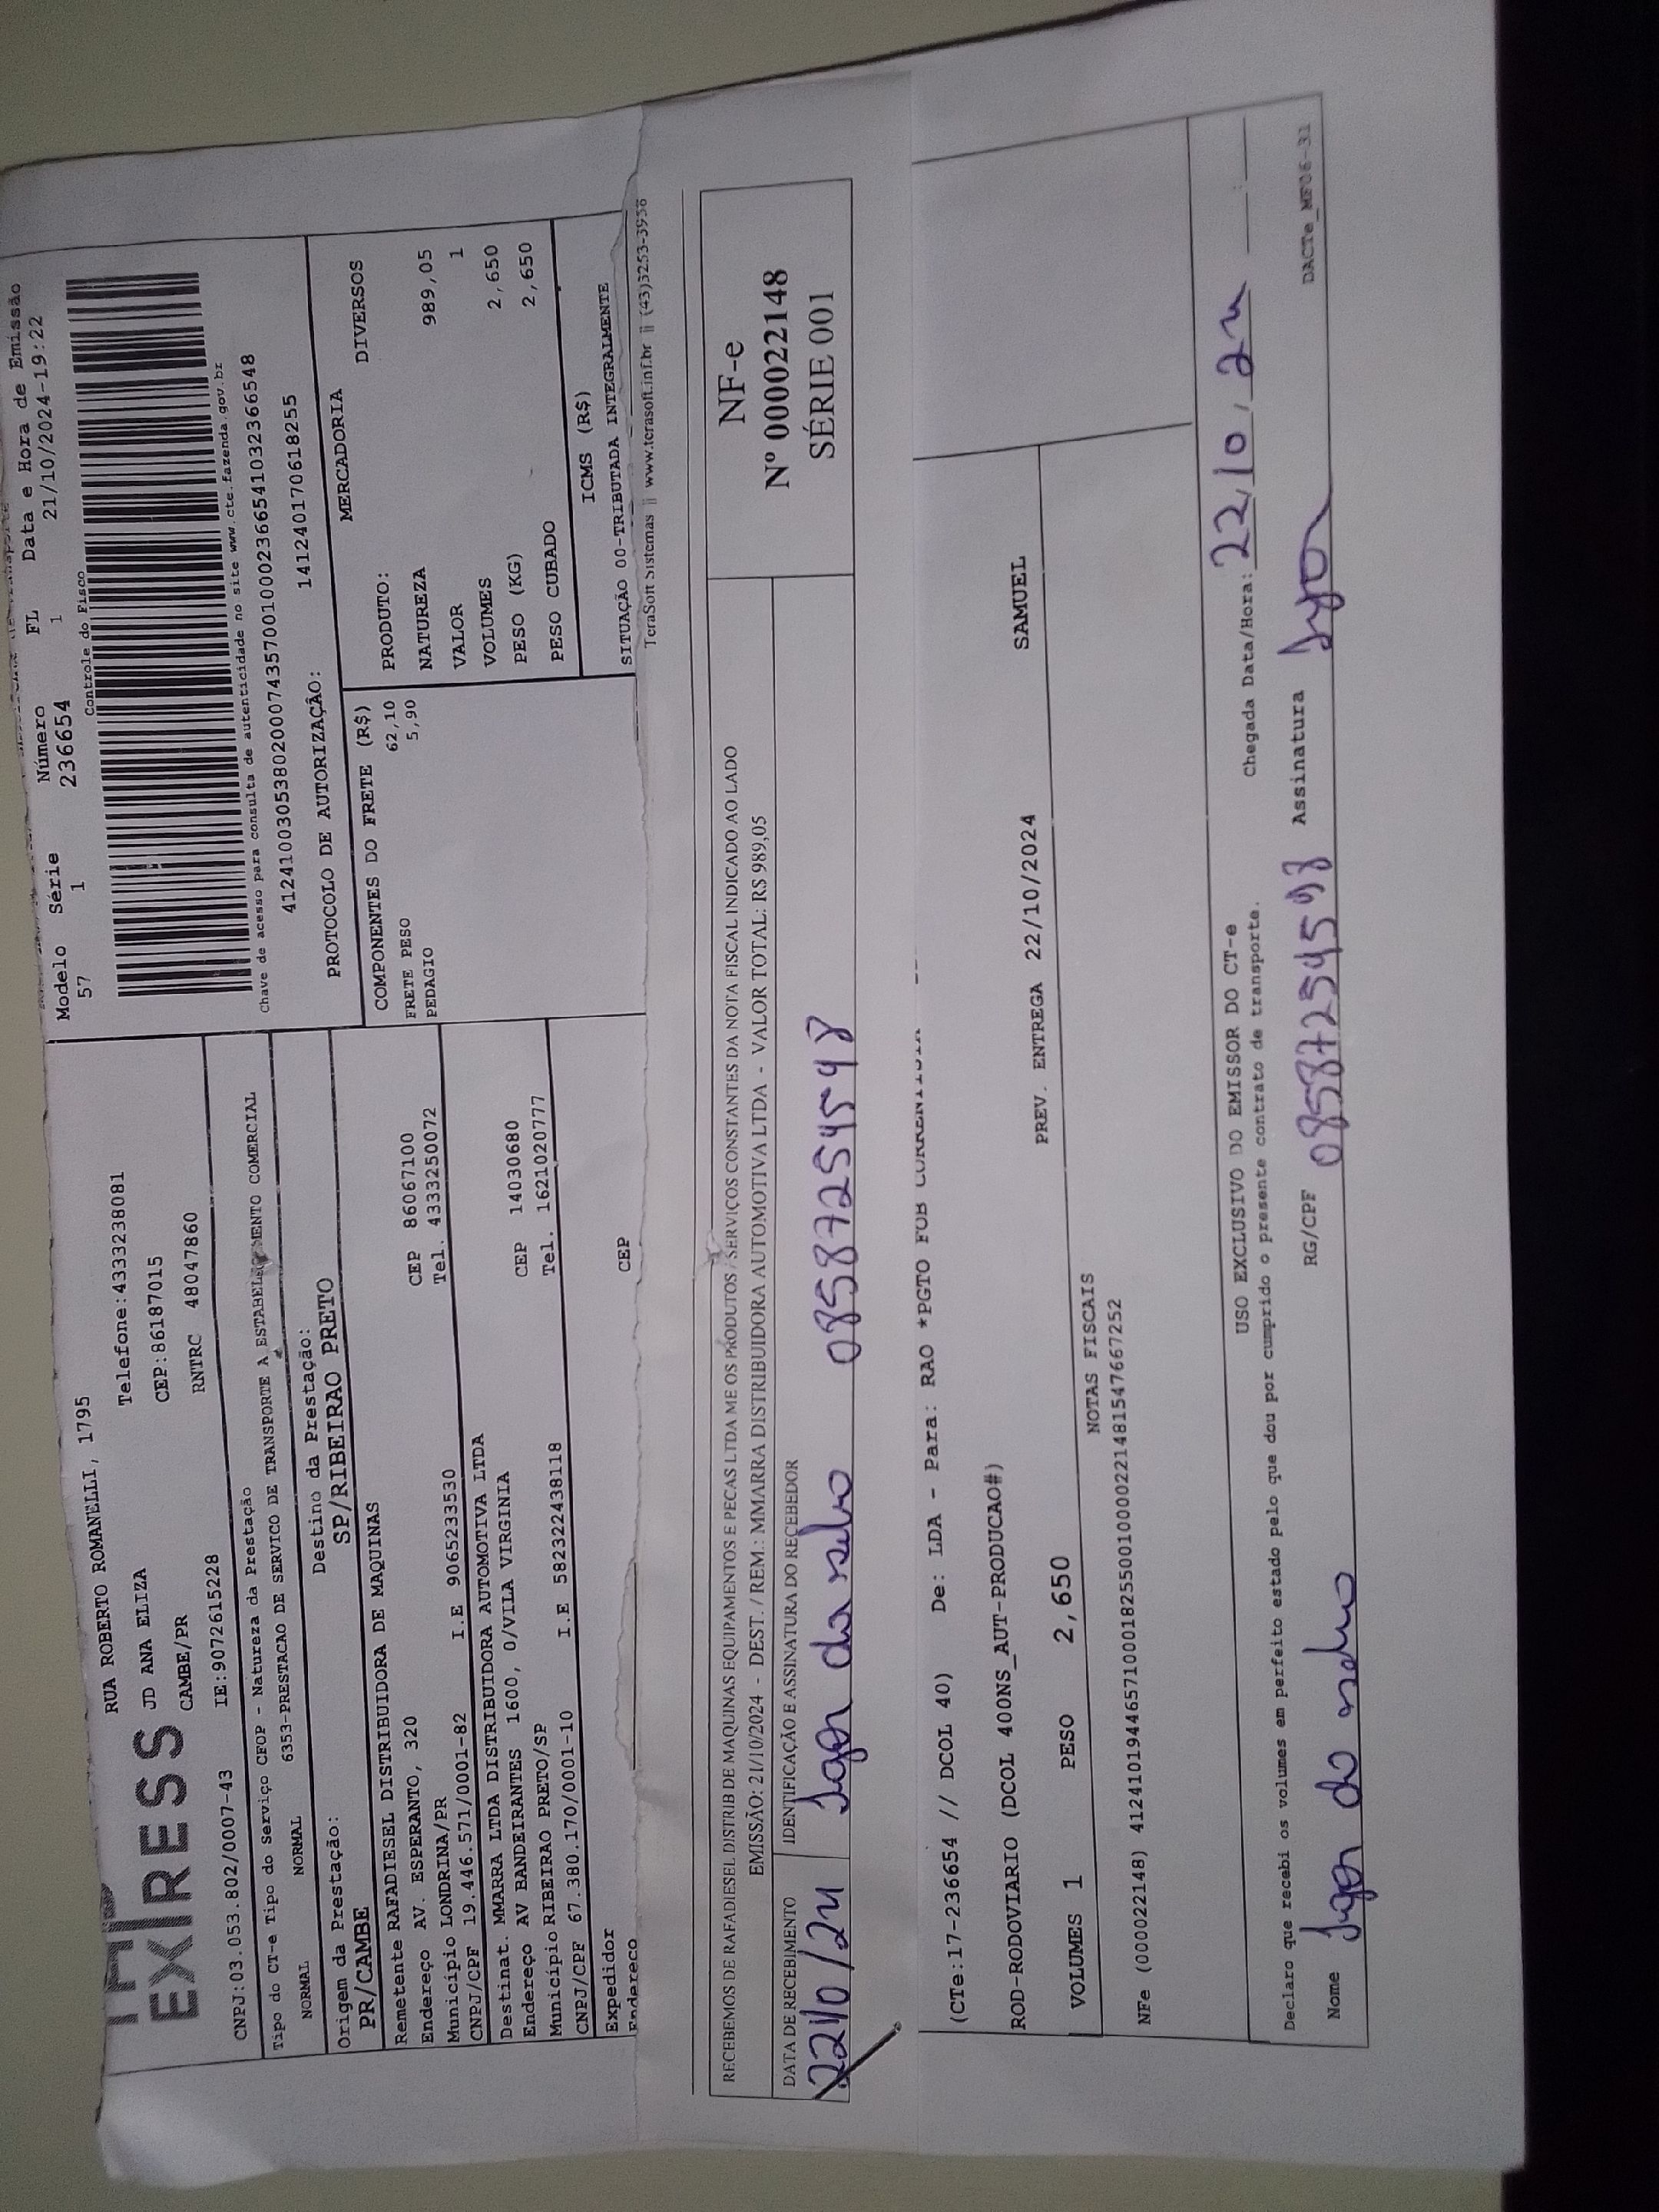 EXPRESS
RUA ROBERTO ROMANELLI, 1795
Telefone:4333238081
JD ANA ELIZA
CEP:86187015
CAMBE/PR
RNTRC 48047860
CNPJ:03.053.802/0007-43 IE:9072615228
Modelo Série Número FL Data e Hora de Emissão
57 1 236654 1 21/10/2024-19:22
Controle do Fisco
Chave de acesso para consulta de autenticidade no site www.cte.fazenda.gov.br
41241003053802000743570010002366541032366548
PROTOCOLO DE AUTORIZAÇÃO: 141240170618255
Tipo do CT-e Tipo do Serviço CFOP - Natureza da Prestação
NORMAL NORMAL 6353-PRESTACAO DE SERVICO DE TRANSPORTE A ESTABELECIMENTO COMERCIAL
Origem da Prestação: Destino da Prestação:
PR/CAMBE SP/RIBEIRAO PRETO
Remetente RAFADIESEL DISTRIBUIDORA DE MAQUINAS
Endereço AV. ESPERANTO, 320 CEP 86067100
Município LONDRINA/PR Tel. 4333250072
CNPJ/CPF 19.446.571/0001-82 I.E 9065233530
Destinat. MMARRA LTDA DISTRIBUIDORA AUTOMOTIVA LTDA
Endereço AV BANDEIRANTES 1600, 0/VILA VIRGINIA CEP 14030680
Município RIBEIRAO PRETO/SP Tel. 1621020777
CNPJ/CPF 67.380.170/0001-10 I.E 582322438118
Expedidor
Endereço CEP
COMPONENTES DO FRETE (R$)
FRETE PESO 62,10
PEDAGIO 5,90
MERCADORIA
PRODUTO: DIVERSOS
NATUREZA
VALOR 989,05
VOLUMES 1
PESO (KG) 2,650
PESO CUBADO 2,650
ICMS (R$)
SITUAÇÃO 00-TRIBUTADA INTEGRALMENTE
TeraSoft Sistemas || www.terasoft.inf.br || (43)3253-3956
RECEBEMOS DE RAFADIESEL DISTRIB DE MAQUINAS EQUIPAMENTOS E PECAS LTDA ME OS PRODUTOS / SERVIÇOS CONSTANTES DA NOTA FISCAL INDICADO AO LADO
EMISSÃO: 21/10/2024 - DEST. / REM.: MMARRA DISTRIBUIDORA AUTOMOTIVA LTDA - VALOR TOTAL: R$ 989,05
DATA DE RECEBIMENTO IDENTIFICAÇÃO E ASSINATURA DO RECEBEDOR
22/10/24 da 08587254598
NF-e
Nº 000022148
SÉRIE 001
(CTe:17-236654 // DCOL 40) De: LDA - Para: RAO *PGTO FOB CORRENTISTA
ROD-RODOVIARIO (DCOL 400NS_AUT-PRODUCAO#)
PREV. ENTREGA 22/10/2024 SAMUEL
VOLUMES 1 PESO 2,650
NOTAS FISCAIS
NFe (000022148) 41241019446571000182550010000221481547667252
USO EXCLUSIVO DO EMISSOR DO CT-e
Declaro que recebi os volumes em perfeito estado pelo que dou por cumprido o presente contrato de transporte. Chegada Data/Hora: 22/10/24
Nome RG/CPF 08587254598 Assinatura
DACTe_MF06-31